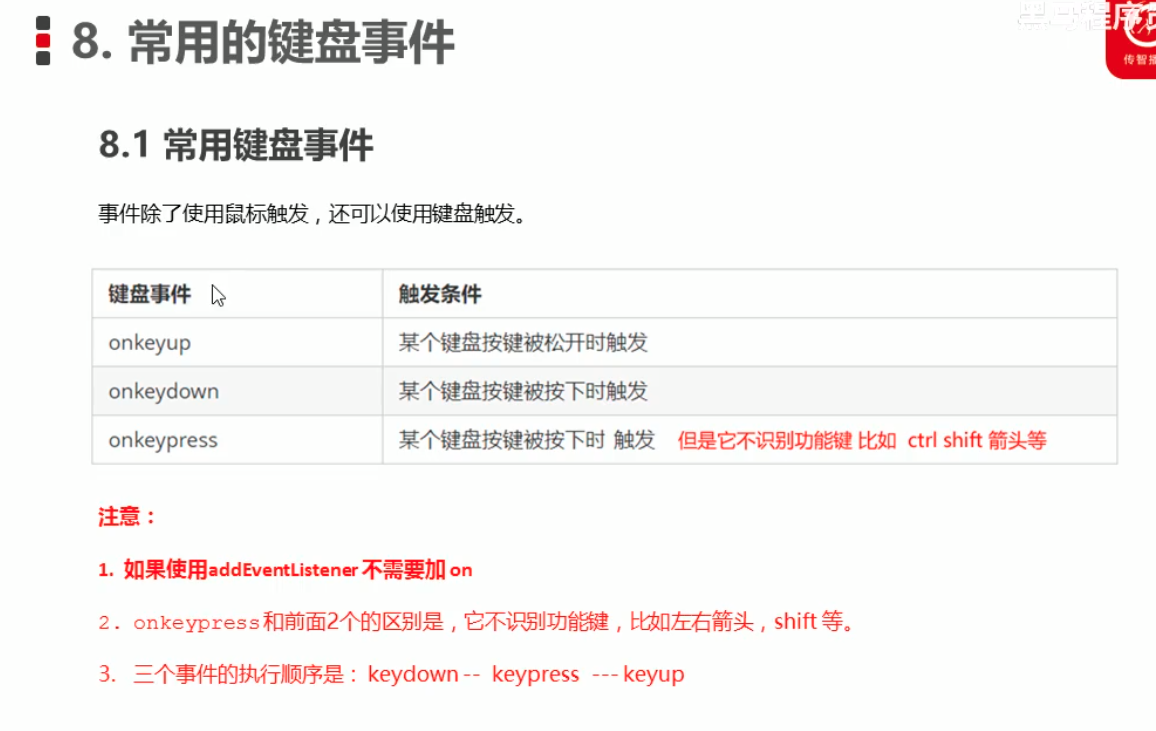 8. 常用的键盘事件
8.1 常用键盘事件
事件除了使用鼠标触发，还可以使用键盘触发。
键盘事件 触发条件
onkeyup 某个键盘按键被松开时触发
onkeydown 某个键盘按键被按下时触发
onkeypress 某个键盘按键被按下时 触发 但是它不识别功能键 比如 ctrl shift 箭头等
注意：
1. 如果使用addEventListener 不需要加 on
2. onkeypress和前面2个的区别是，它不识别功能键，比如左右箭头，shift 等。
3. 三个事件的执行顺序是： keydown -- keypress --- keyup
黑马程序
传智